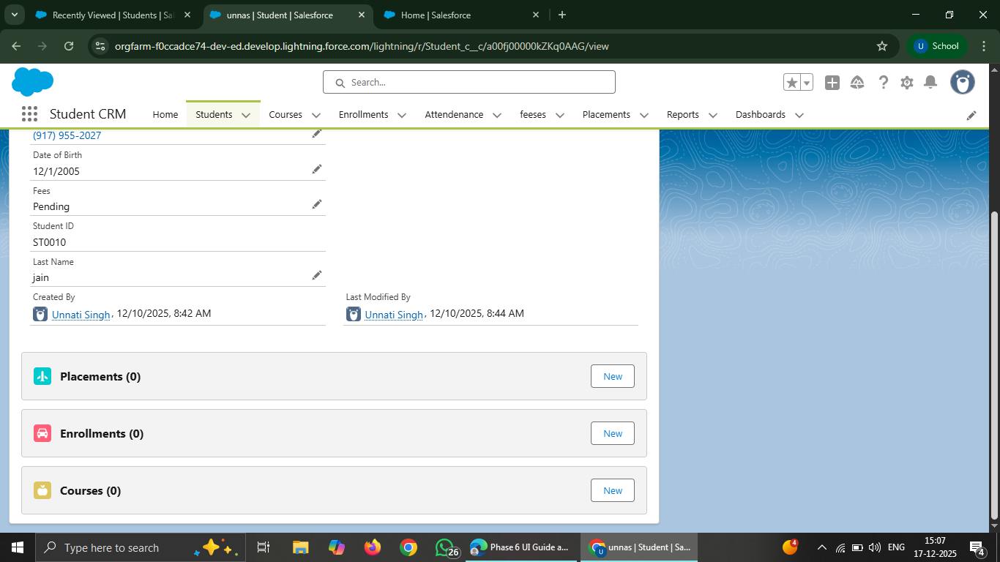 Recently Viewed | Students | Sa
unnas | Student | Salesforce
Home | Salesforce
orgfarm-f0ccadce74-dev-ed.develop.lightning.force.com/lightning/r/Student_c__c/a00fj00000kZKq0AAG/view
U School
Search...
Student CRM
Home
Students
Courses
Enrollments
Attendenance
feeses
Placements
Reports
Dashboards
(917) 955-2027
Date of Birth
12/1/2005
Fees
Pending
Student ID
ST0010
Last Name
jain
Created By
Unnati Singh, 12/10/2025, 8:42 AM
Last Modified By
Unnati Singh, 12/10/2025, 8:44 AM
Placements (0)
New
Enrollments (0)
New
Courses (0)
New
Type here to search
26
Phase 6 UI Guide a...
U
unnas | Student | Sa...
4
ENG
15:07
17-12-2025
4